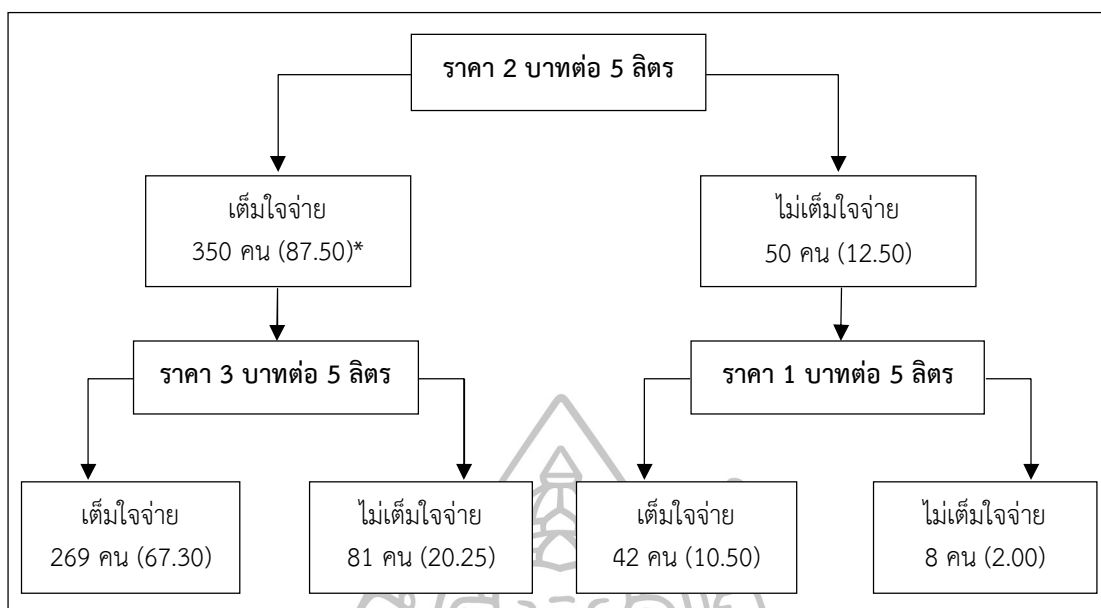 ราคา 2 บาทต่อ 5 ลิตร
เต็มใจจ่าย
350 คน (87.50)*
ไม่เต็มใจจ่าย
50 คน (12.50)
ราคา 3 บาทต่อ 5 ลิตร
ราคา 1 บาทต่อ 5 ลิตร
เต็มใจจ่าย
269 คน (67.30)
ไม่เต็มใจจ่าย
81 คน (20.25)
เต็มใจจ่าย
42 คน (10.50)
ไม่เต็มใจจ่าย
8 คน (2.00)